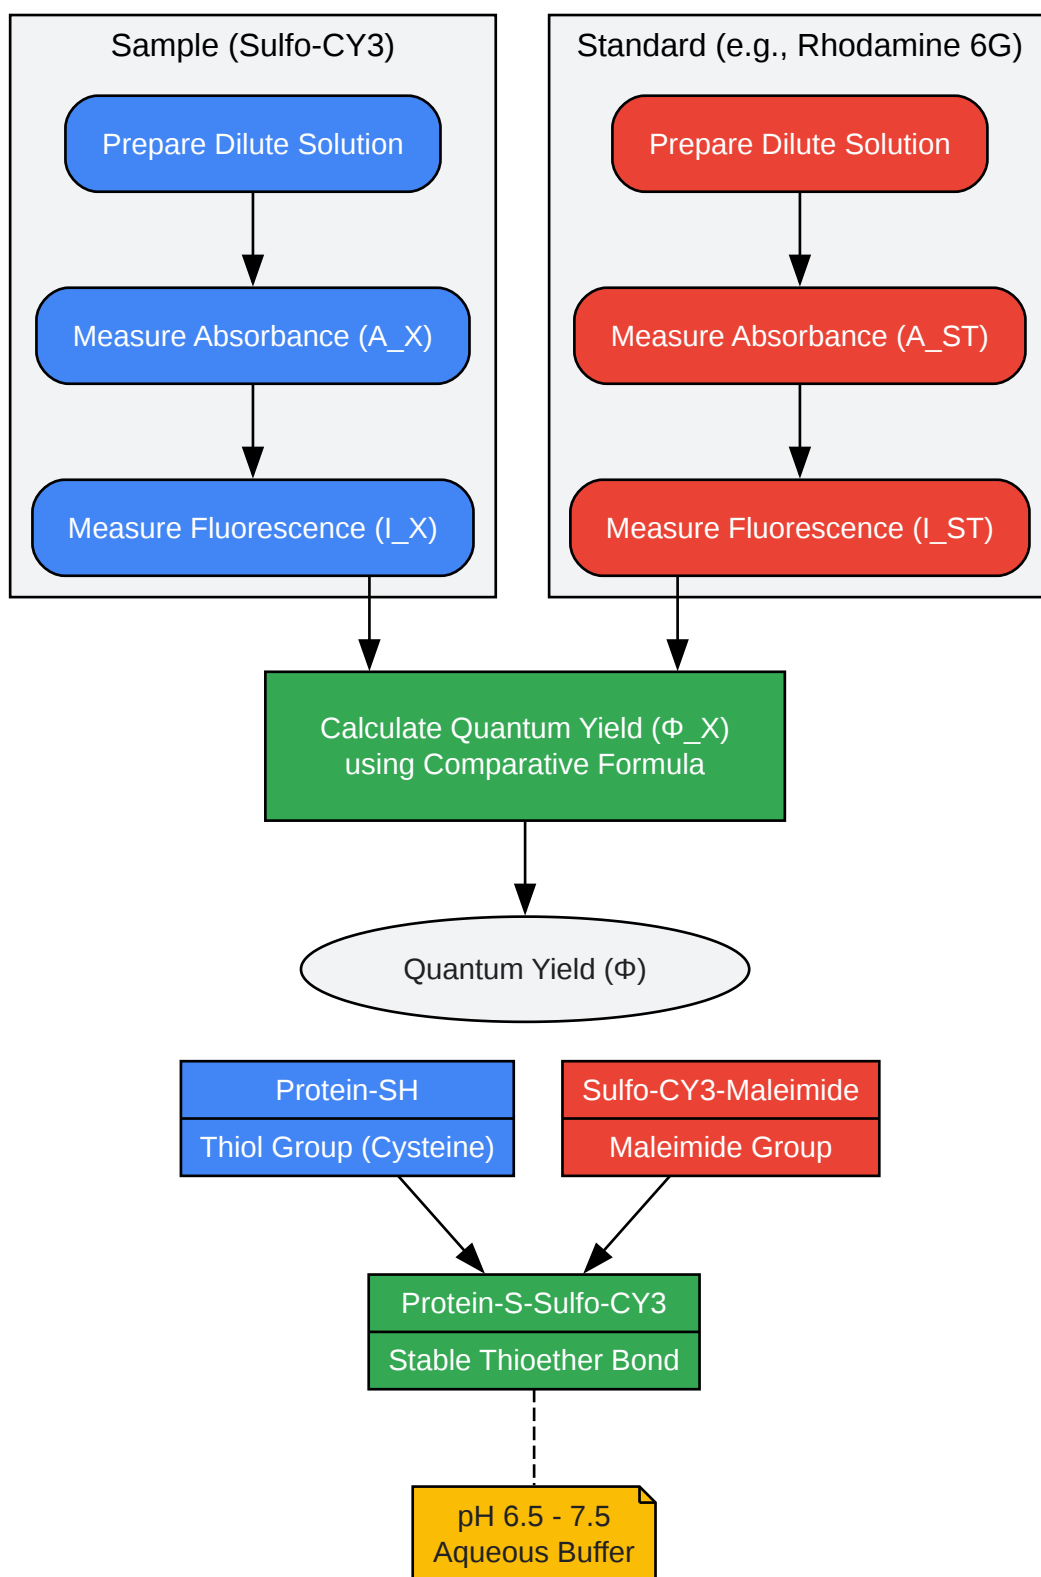 Sample (Sulfo-CY3)
Prepare Dilute Solution
Measure Absorbance (A_X)
Measure Fluorescence (I_X)
Standard (e.g., Rhodamine 6G)
Prepare Dilute Solution
Measure Absorbance (A_ST)
Measure Fluorescence (I_ST)
Calculate Quantum Yield (Φ_X)
using Comparative Formula
Quantum Yield (Φ)
Protein-SH
Thiol Group (Cysteine)
Sulfo-CY3-Maleimide
Maleimide Group
Protein-S-Sulfo-CY3
Stable Thioether Bond
pH 6.5 - 7.5
Aqueous Buffer